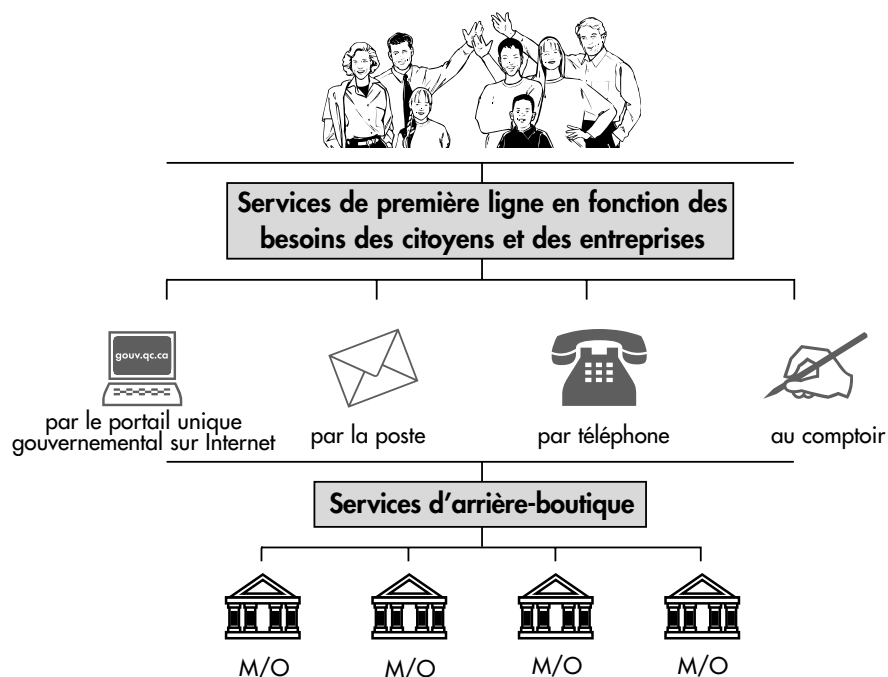 Services de première ligne en fonction des
besoins des citoyens et des entreprises
gouv.qc.ca
par le portail unique
gouvernemental sur Internet
par la poste
par téléphone
au comptoir
Services d'arrière-boutique
M/O
M/O
M/O
M/O